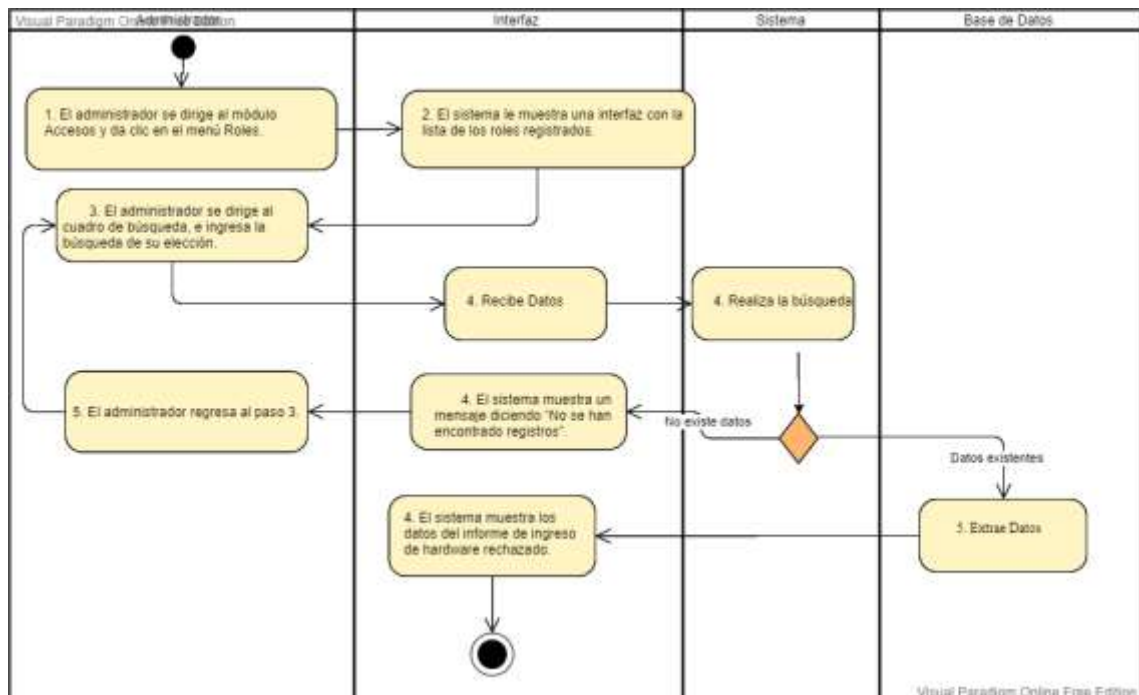 Visual Paradigm Online Free Edition
Administrador
Interfaz
Sistema
Base de Datos
1. El administrador se dirige al módulo
Accesos y da clic en el menú Roles.
2. El sistema le muestra una interfaz con la
lista de los roles registrados.
3. El administrador se dirige al
cuadro de búsqueda, e ingresa la
búsqueda de su elección.
4. Recibe Datos
4. Realiza la búsqueda
5. El administrador regresa al paso 3.
4. El sistema muestra un
mensaje diciendo "No se han
encontrado registros".
No existe datos
Datos existentes
4. El sistema muestra los
datos del informe de ingreso
de hardware rechazado.
5. Extrae Datos
Visual Paradigm Online Free Edition